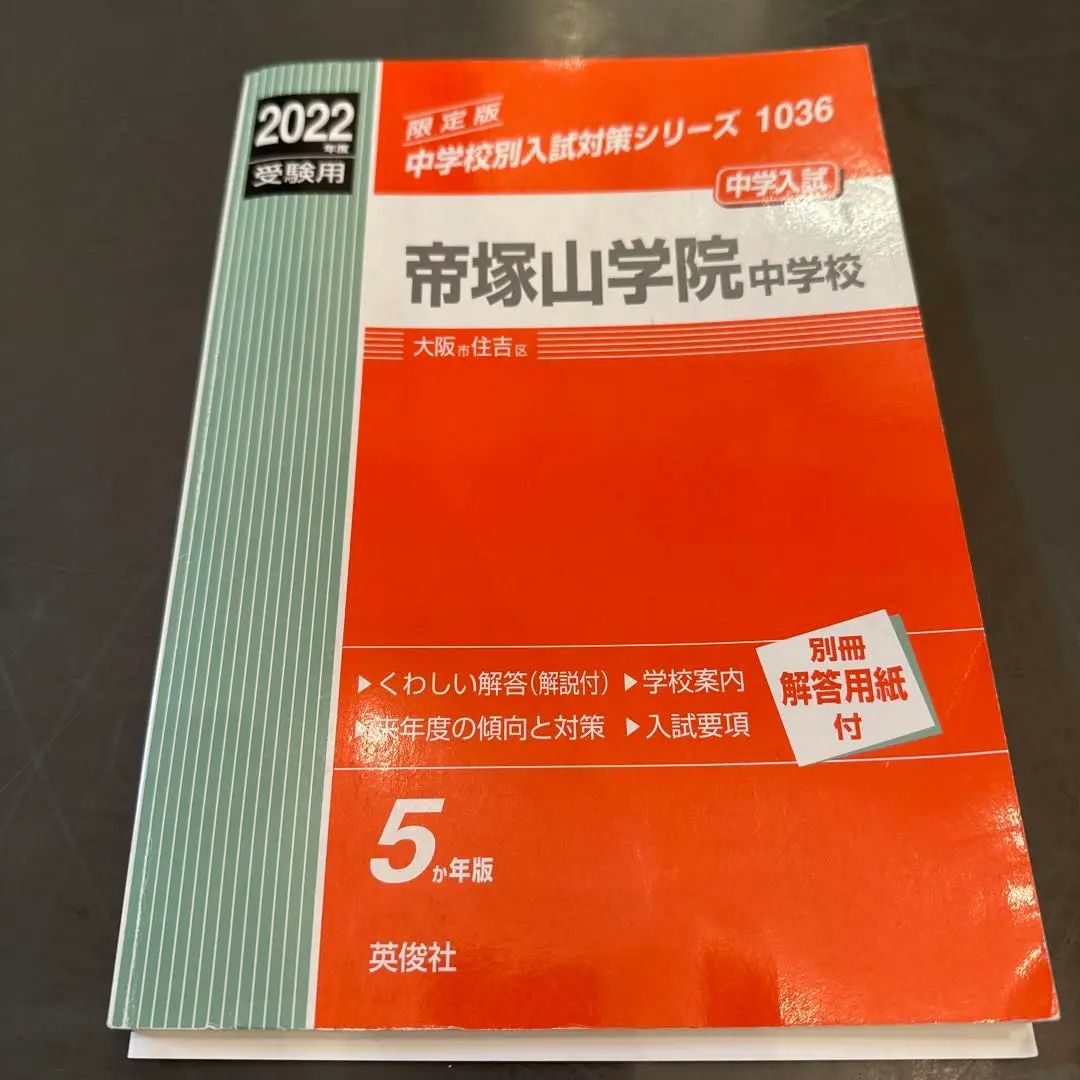 2022年度
受験用
限定版
中学校別入試対策シリーズ 1036
中学入試
帝塚山学院中学校
大阪市住吉区
▶くわしい解答(解説付) ▶学校案内
▶来年度の傾向と対策 ▶入試要項
別冊
解答用紙
付
5か年版
英俊社